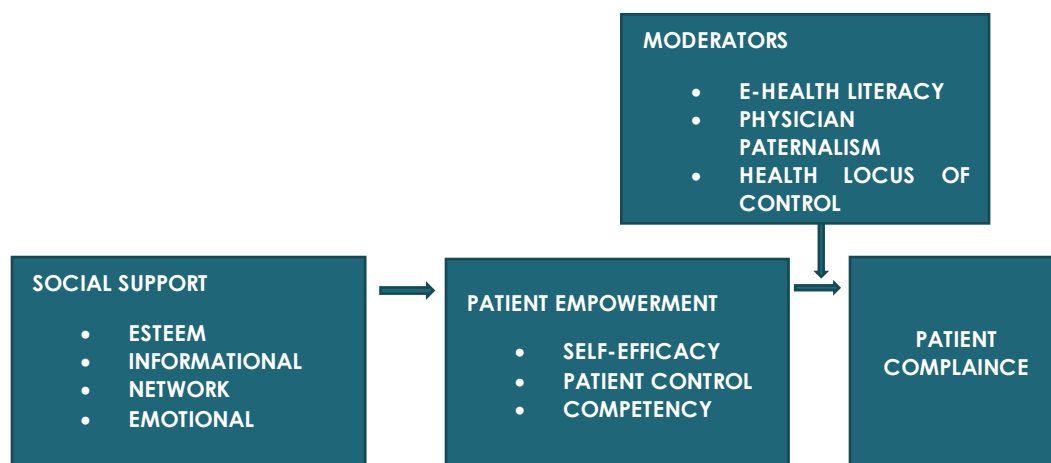 MODERATORS
• E-HEALTH LITERACY
• PHYSICIAN
PATERNALISM
• HEALTH LOCUS OF
CONTROL
SOCIAL SUPPORT
• ESTEEM
• INFORMATIONAL
• NETWORK
• EMOTIONAL
PATIENT EMPOWERMENT
• SELF-EFFICACY
• PATIENT CONTROL
• COMPETENCY
PATIENT
COMPLAINCE